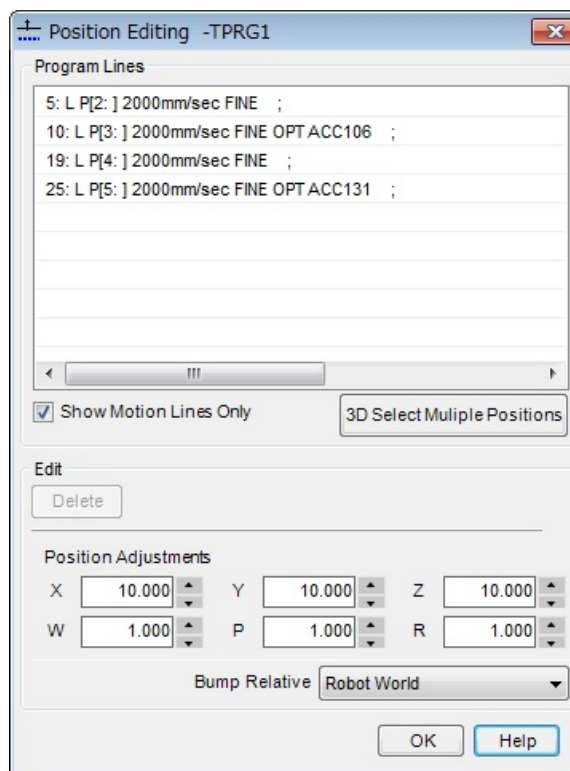 Position Editing -TPRG1
Program Lines
5: L P[2: ] 2000mm/sec FINE ;
10: L P[3: ] 2000mm/sec FINE OPT ACC106 ;
19: L P[4: ] 2000mm/sec FINE ;
25: L P[5: ] 2000mm/sec FINE OPT ACC131 ;
Show Motion Lines Only
3D Select Muliple Positions
Edit
Delete
Position Adjustments
X 10.000 Y 10.000 Z 10.000
W 1.000 P 1.000 R 1.000
Bump Relative Robot World
OK Help